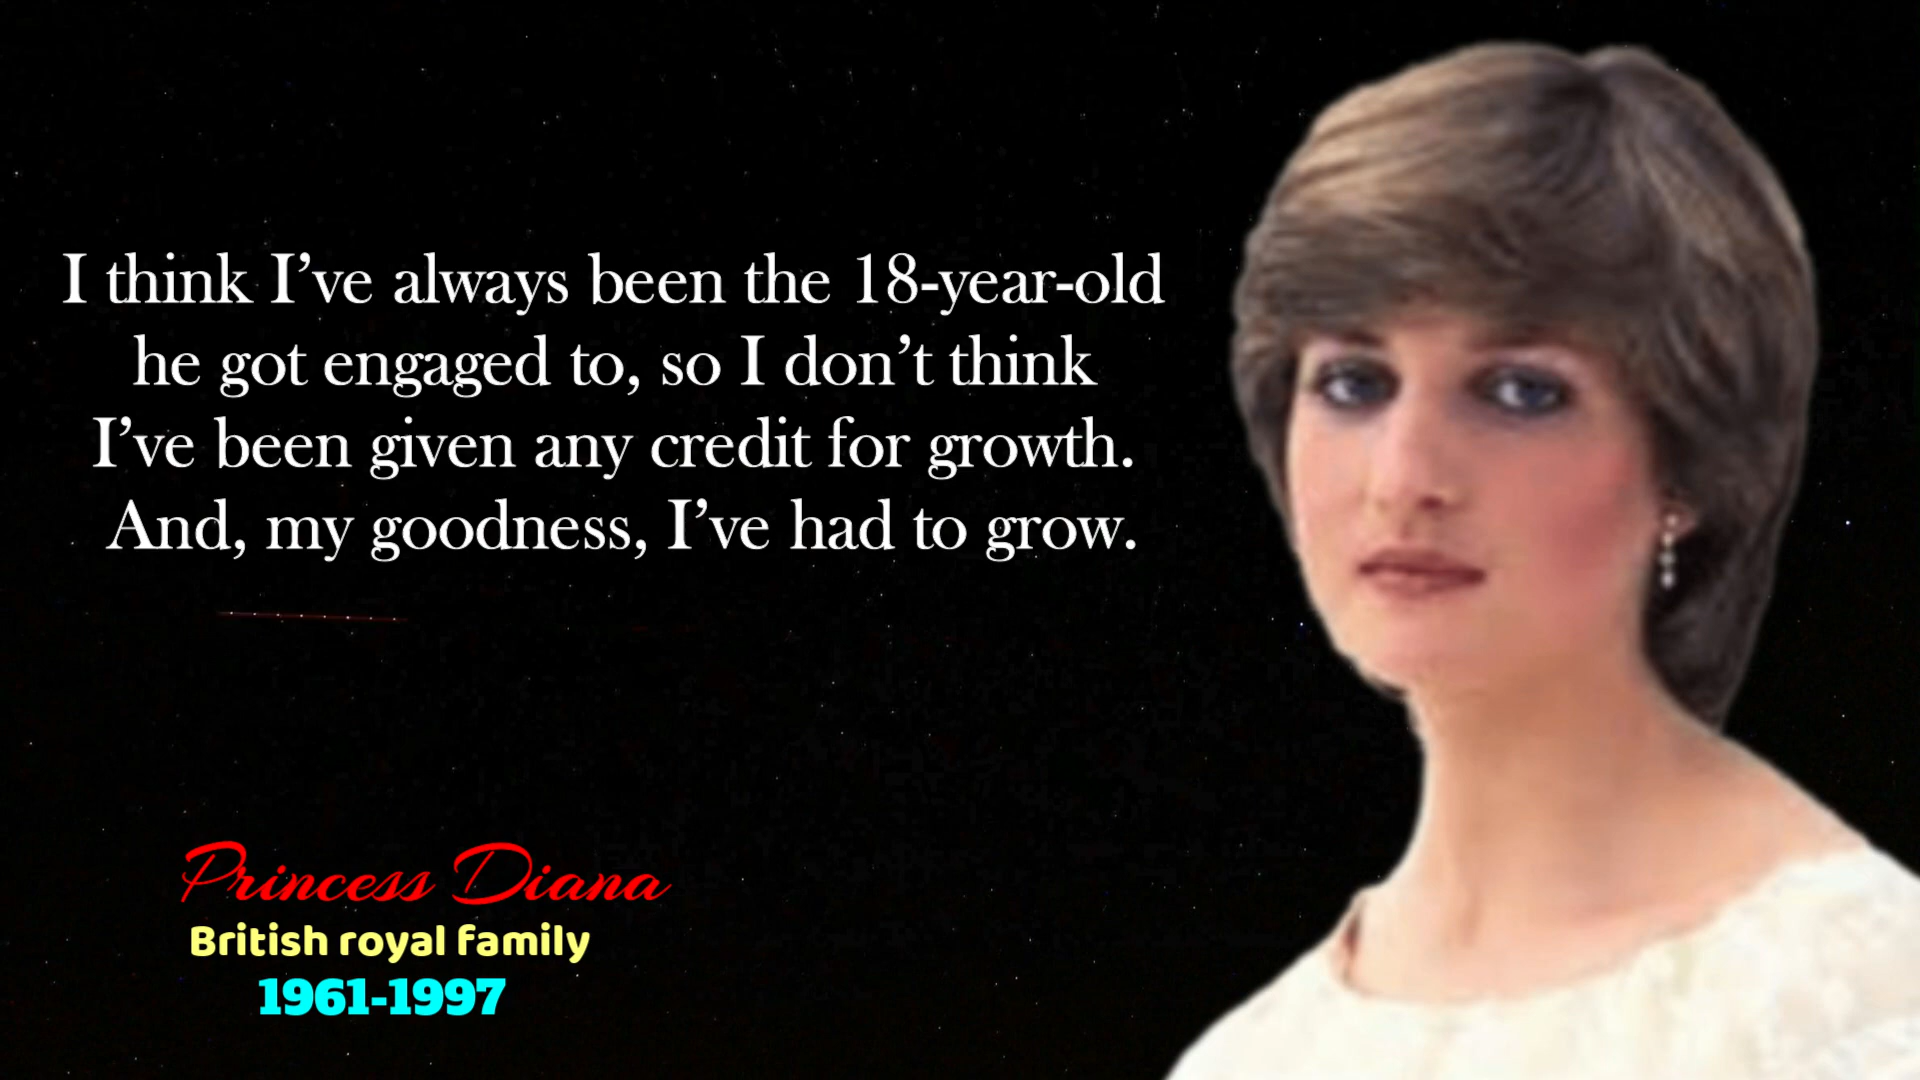 I think I’ve always been the 18-year-old
he got engaged to, so I don’t think
I’ve been given any credit for growth.
And, my goodness, I’ve had to grow.
Princess Diana
British royal family
1961-1997